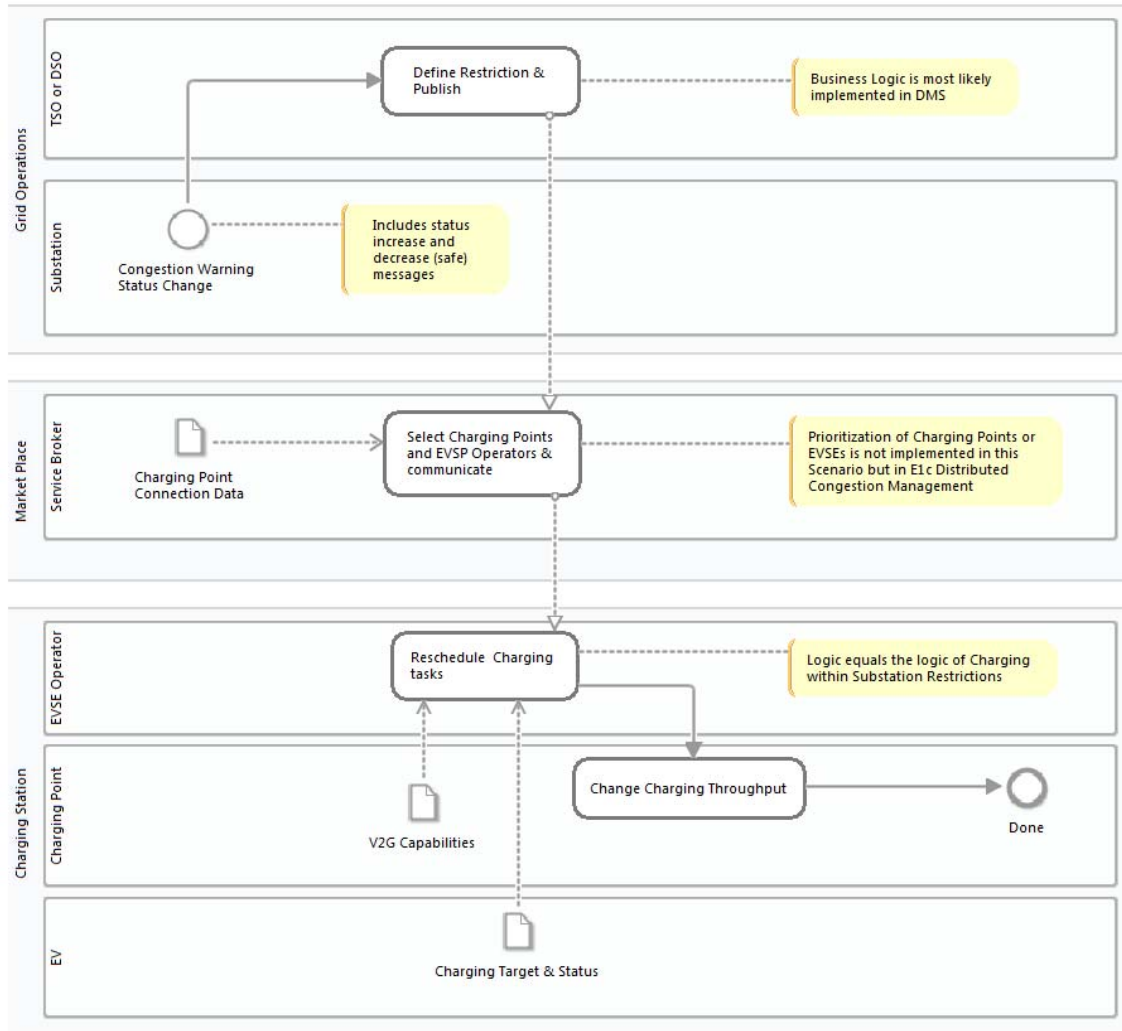 Grid Operations
TSO or DSO
Define Restriction &
Publish
Business Logic is most likely
implemented in DMS
Substation
Congestion Warning
Status Change
Includes status
increase and
decrease (safe)
messages
Market Place
Service Broker
Charging Point
Connection Data
Select Charging Points
and EVSP Operators &
communicate
Prioritization of Charging Points or
EVSEs is not implemented in this
Scenario but in E1c Distributed
Congestion Management
Charging Station
EVSE Operator
Reschedule Charging
tasks
Logic equals the logic of Charging
within Substation Restrictions
Charging Point
V2G Capabilities
Change Charging Throughput
Done
EV
Charging Target & Status